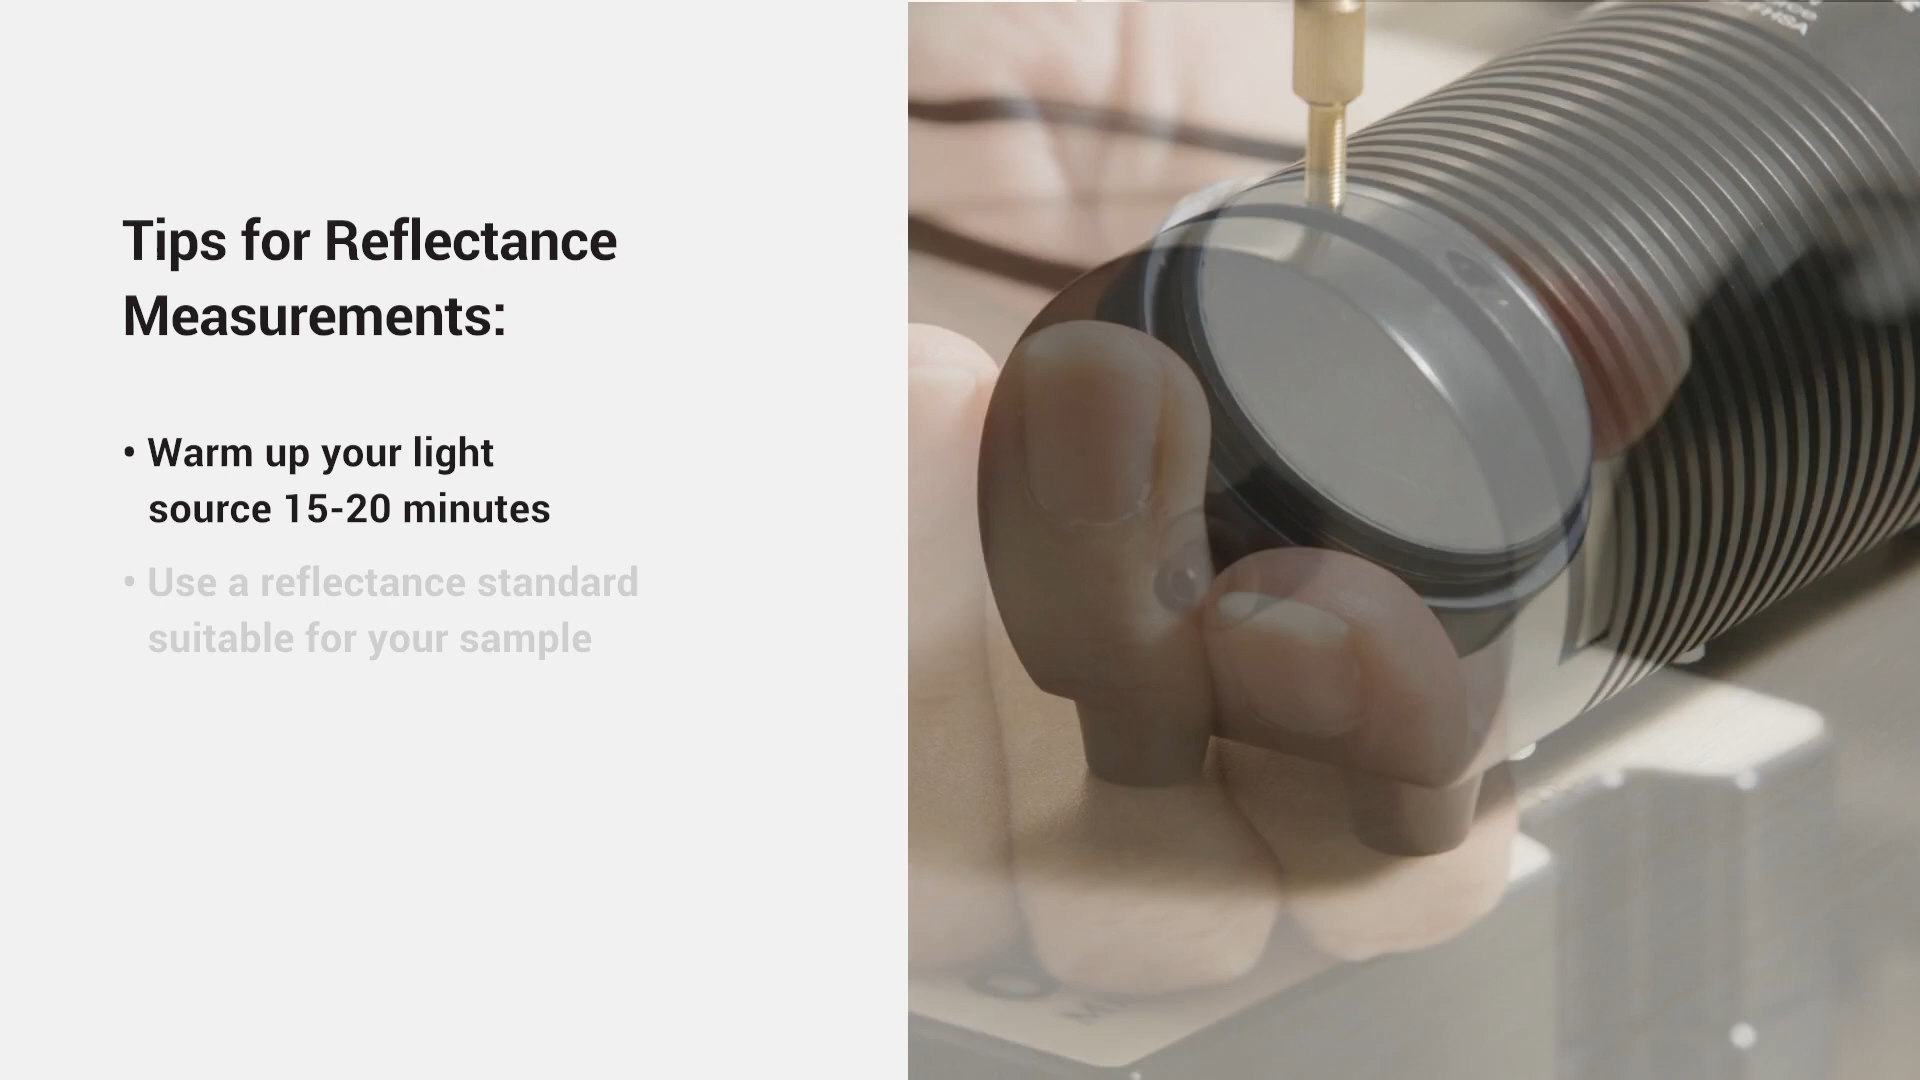 Tips for Reflectance
Measurements:
• Warm up your light
source 15-20 minutes
• Use a reflectance standard
suitable for your sample